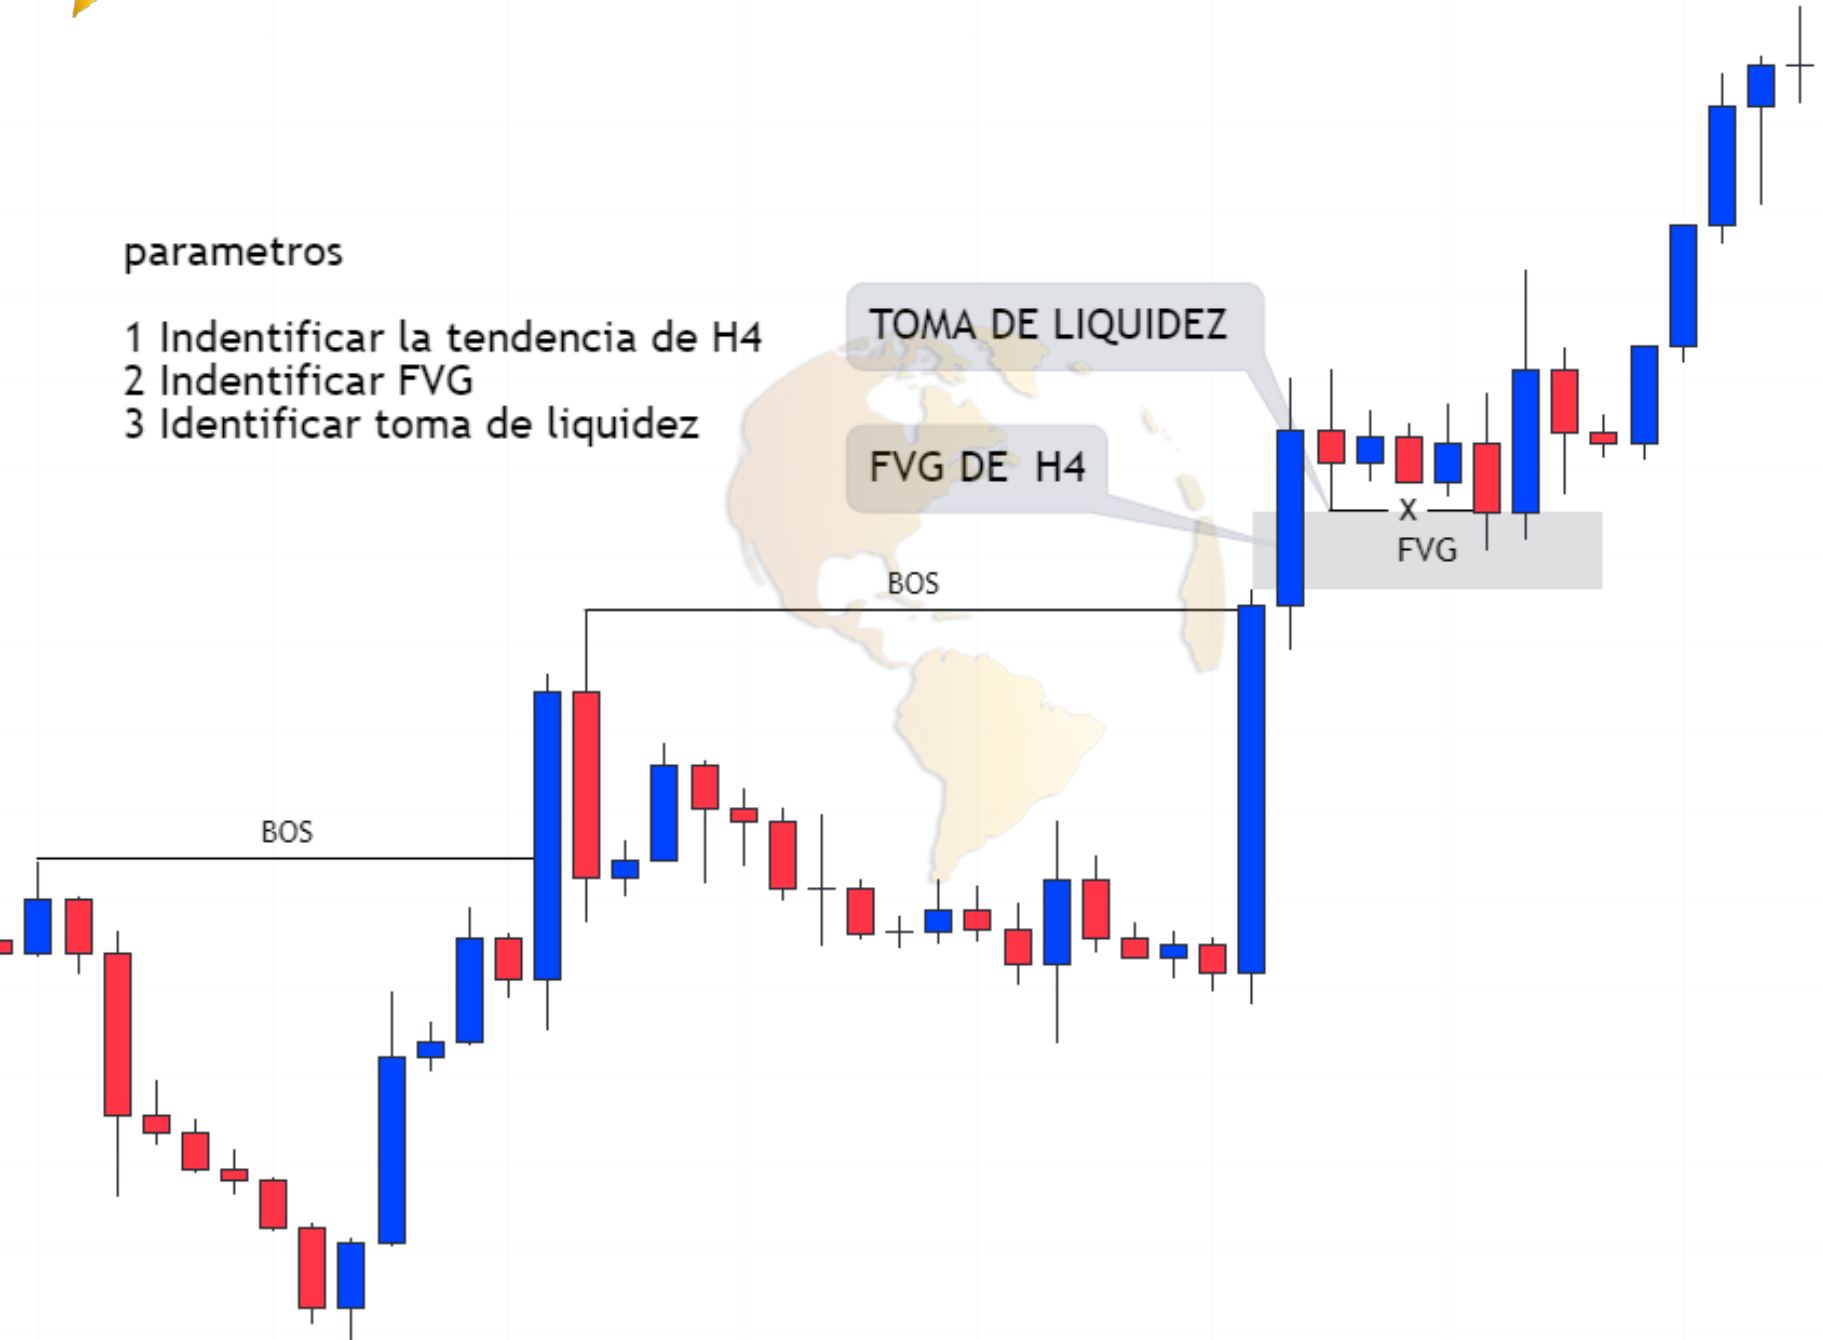 parametros
1 Indentificar la tendencia de H4
2 Indentificar FVG
3 Identificar toma de liquidez
TOMA DE LIQUIDEZ
FVG DE H4
X
FVG
BOS
BOS